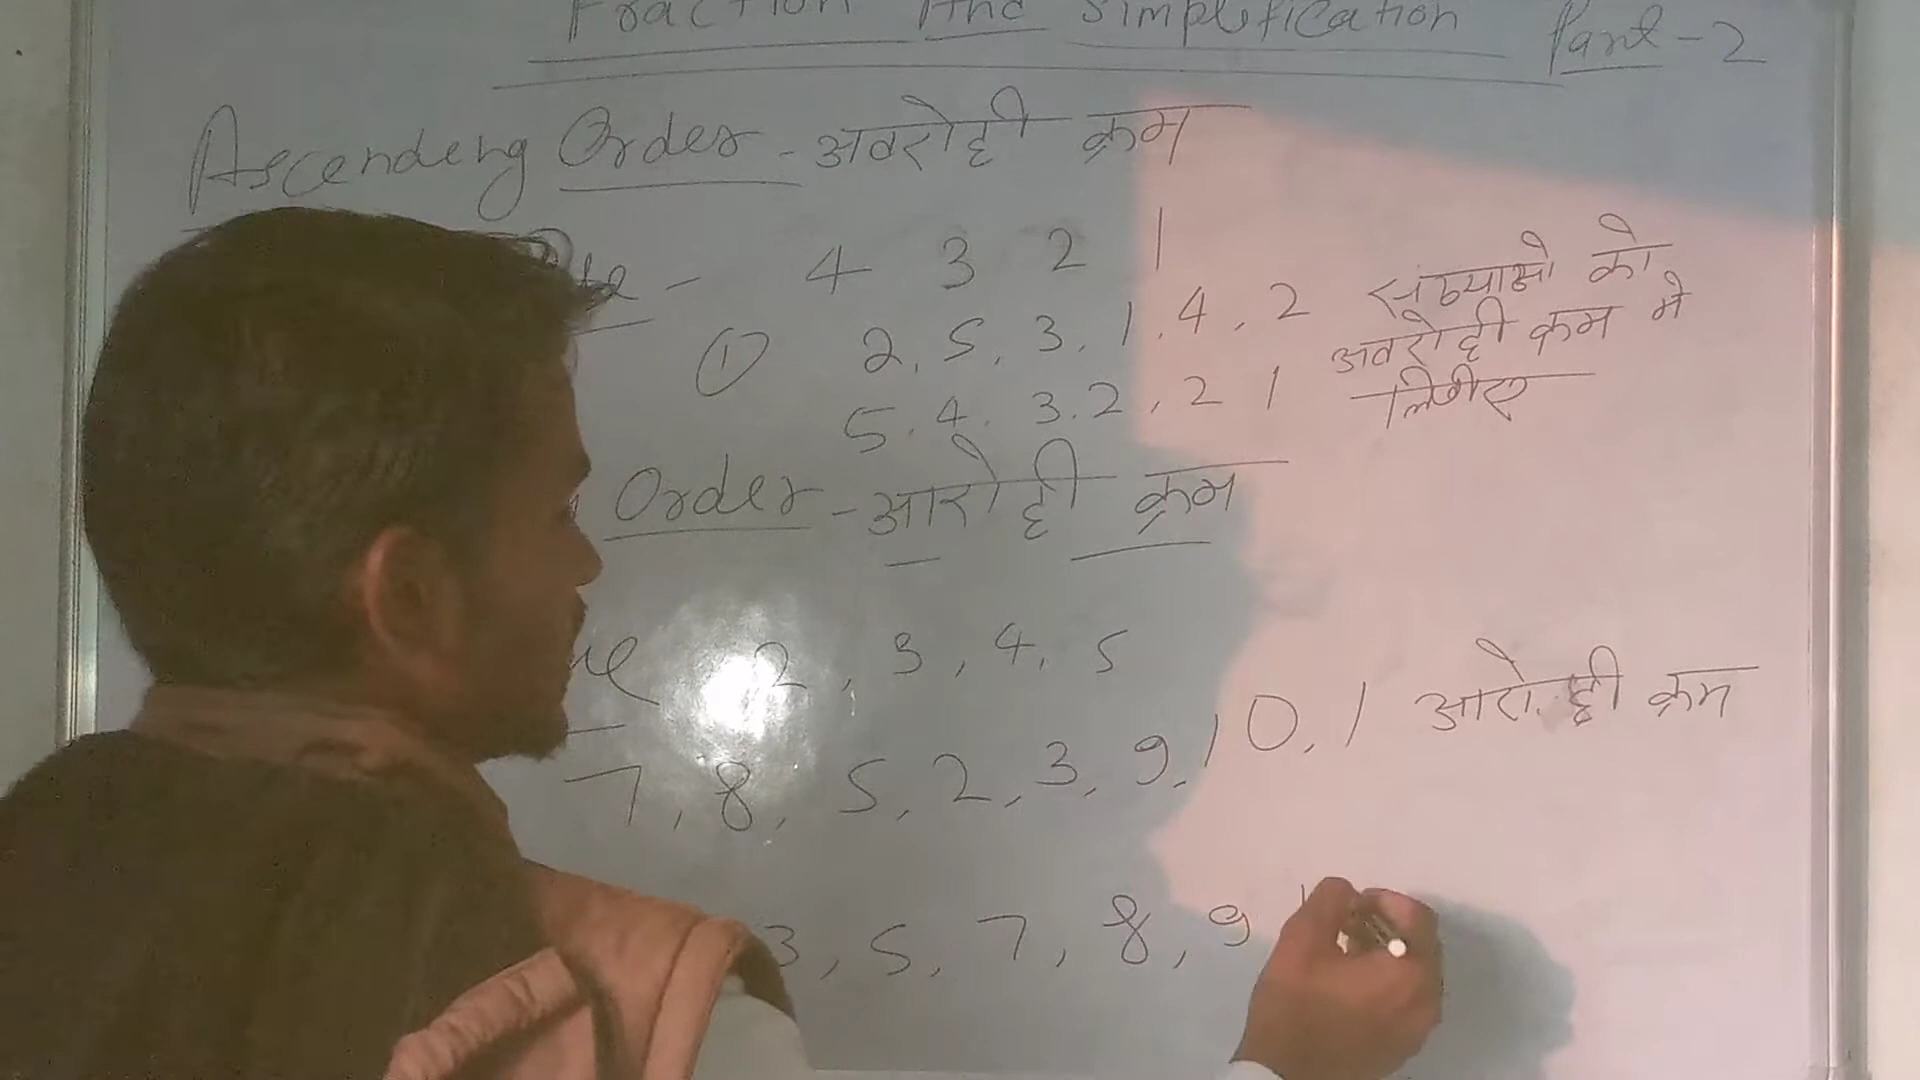 Fraction And Simplification Part-2
Ascending Order - अवरोही क्रम
4 3 2 1
① 2, 5, 3, 1, 4, 2 संख्याओ को
अवरोही क्रम में
लिजीए
5, 4, 3, 2, 2 1
Order - आरोही क्रम
2, 3, 4, 5
7, 8, 5, 2, 3, 9, 10, 1 आरोही क्रम
3, 5, 7, 8, 9